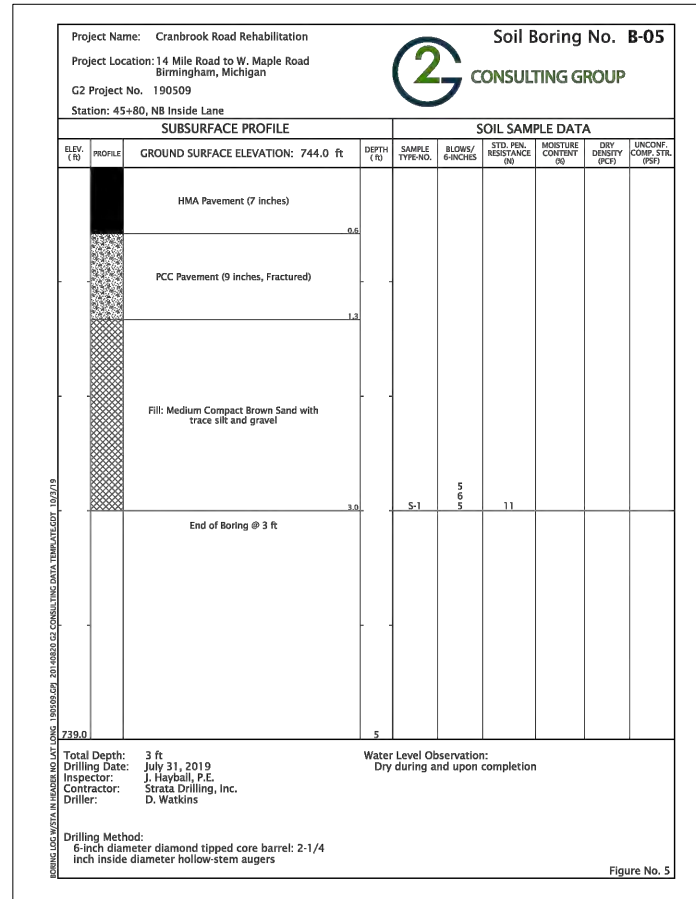 Project Name: Cranbrook Road Rehabilitation
Project Location: 14 Mile Road to W. Maple Road
Birmingham, Michigan
G2 Project No. 190509
Station: 45+80, NB Inside Lane
Soil Boring No. B-05
G2 CONSULTING GROUP
SUBSURFACE PROFILE
SOIL SAMPLE DATA
ELEV. (ft)
PROFILE
GROUND SURFACE ELEVATION: 744.0 ft
DEPTH (ft)
SAMPLE TYPE-NO.
BLOWS/ 6-INCHES
STD. PEN. RESISTANCE (N)
MOISTURE CONTENT (%)
DRY DENSITY (PCF)
UNCONF. COMP. STR. (PSF)
HMA Pavement (7 inches)
0.6
PCC Pavement (9 inches, Fractured)
1.3
Fill: Medium Compact Brown Sand with
trace silt and gravel
5
6
3.0 S-1 5 11
End of Boring @ 3 ft
739.0 5
Total Depth: 3 ft
Drilling Date: July 31, 2019
Inspector: J. Hayball, P.E.
Contractor: Strata Drilling, Inc.
Driller: D. Watkins
Water Level Observation:
Dry during and upon completion
Drilling Method:
6-inch diameter diamond tipped core barrel: 2-1/4
inch inside diameter hollow-stem augers
Figure No. 5
BORING LOG W/STA IN HEADER NO LAT LONG 190509.GPJ 20140820 G2 CONSULTING DATA TEMPLATE.GDT 10/3/19